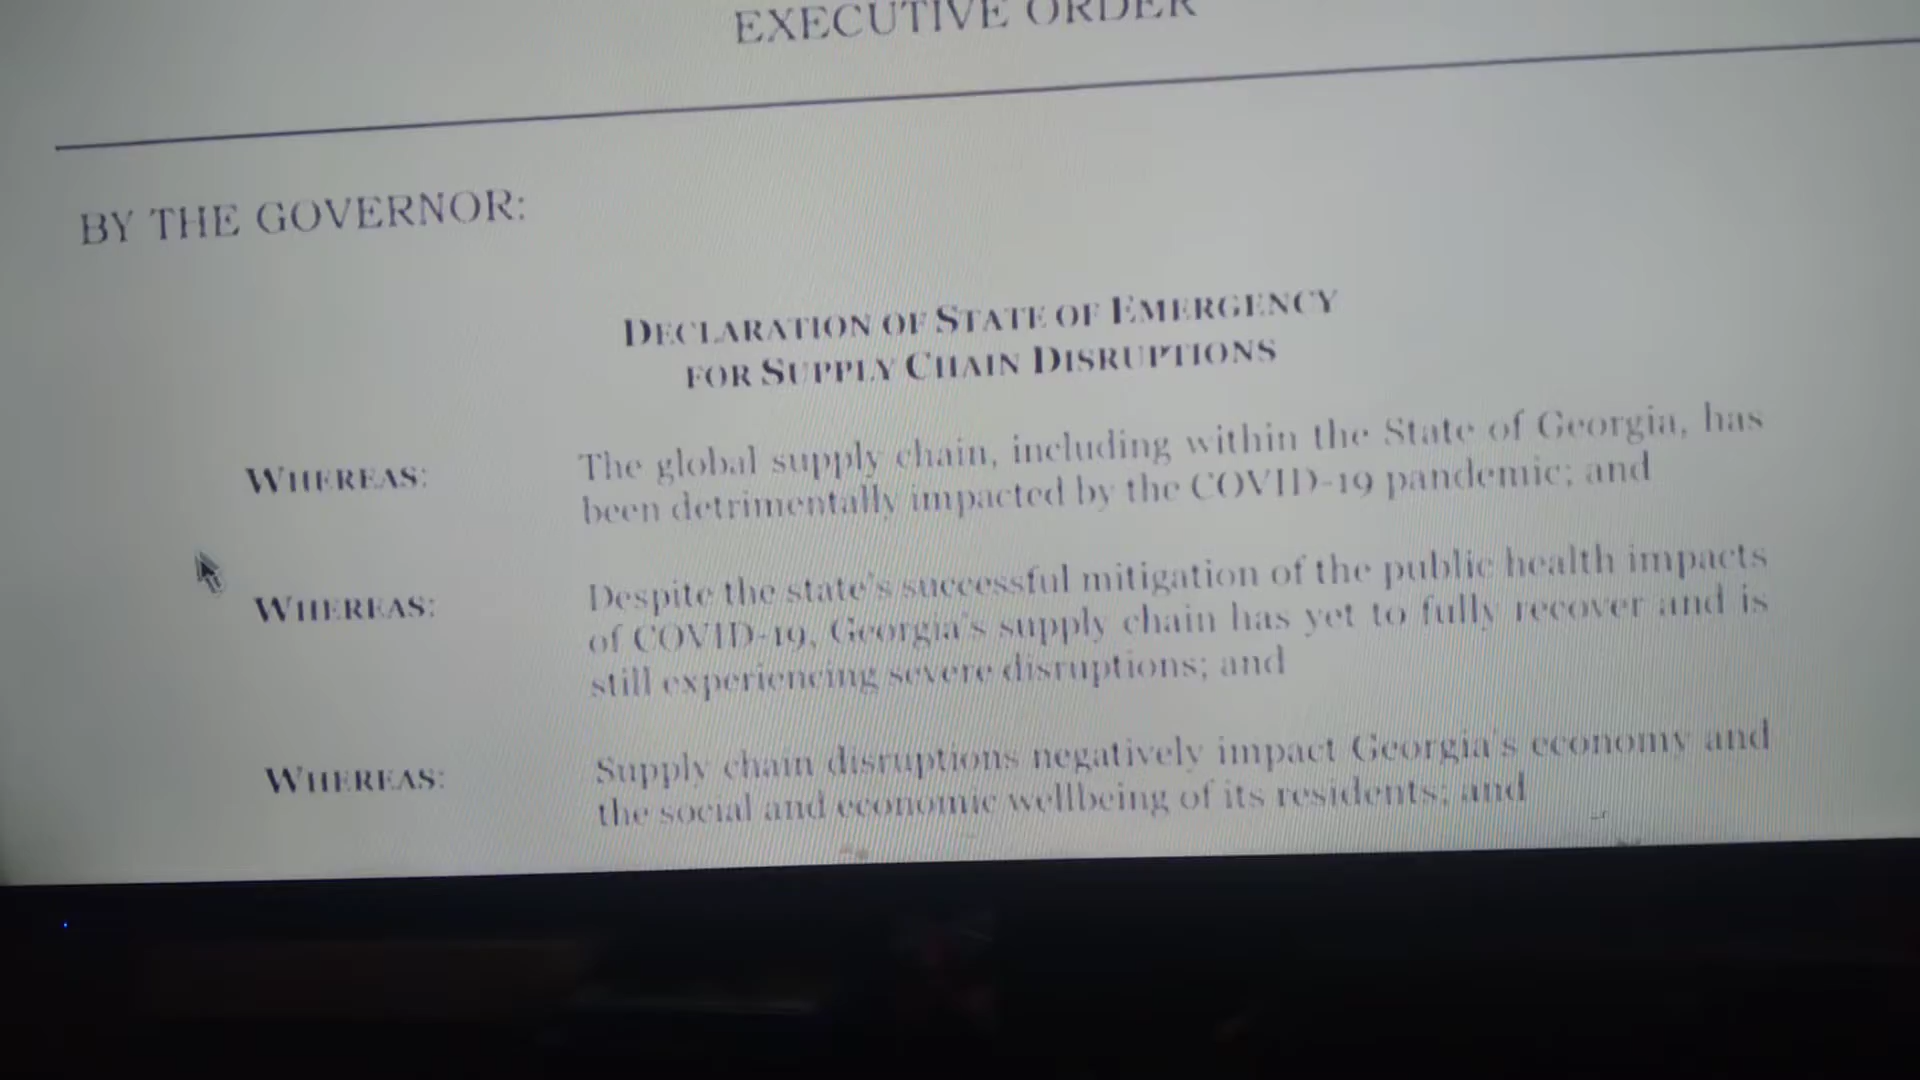 EXECUTIVE ORDER
BY THE GOVERNOR:
DECLARATION OF STATE OF EMERGENCY
FOR SUPPLY CHAIN DISRUPTIONS
WHEREAS: The global supply chain, including within the State of Georgia, has
been detrimentally impacted by the COVID-19 pandemic; and
WHEREAS: Despite the state's successful mitigation of the public health impacts
of COVID-19, Georgia's supply chain has yet to fully recover and is
still experiencing severe disruptions; and
WHEREAS: Supply chain disruptions negatively impact Georgia's economy and
the social and economic wellbeing of its residents; and